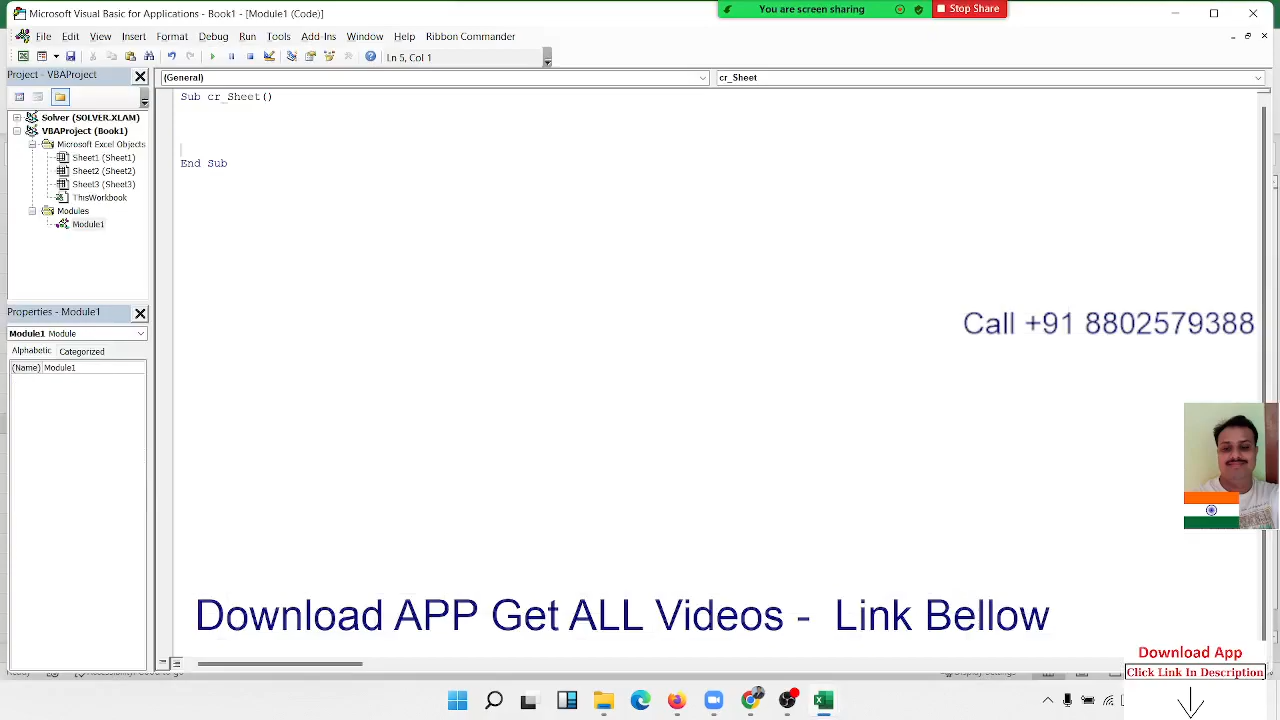 Microsoft Visual Basic for Applications - Book1 - [Module1 (Code)]
You are screen sharing
Stop Share
File Edit View Insert Format Debug Run Tools Add-Ins Window Help Ribbon Commander
Ln 5, Col 1
Project - VBAProject
(General)
cr_Sheet
Sub cr_Sheet()
End Sub
Solver (SOLVER.XLAM)
VBAProject (Book1)
Microsoft Excel Objects
Sheet1 (Sheet1)
Sheet2 (Sheet2)
Sheet3 (Sheet3)
ThisWorkbook
Modules
Module1
Properties - Module1
Module1 Module
Alphabetic Categorized
(Name) Module1
Call +91 8802579388
Download APP Get ALL Videos - Link Bellow
Download App
Click Link In Description